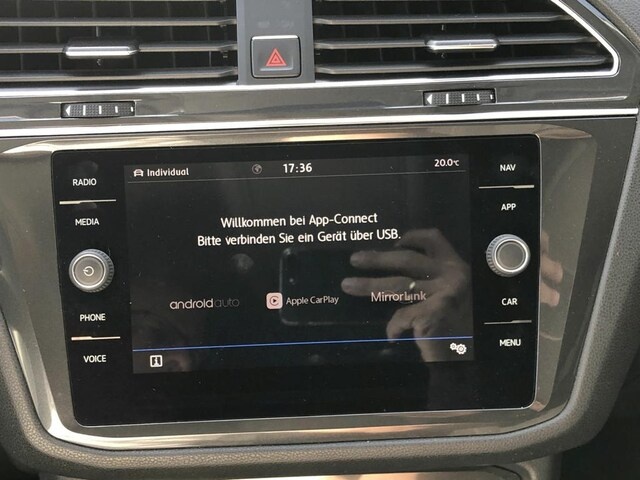 RADIO
MEDIA
PHONE
VOICE
Individual 17:36 20.0°C
Willkommen bei App-Connect
Bitte verbinden Sie ein Gerät über USB.
androidauto Apple CarPlay MirrorLink
NAV
APP
CAR
MENU